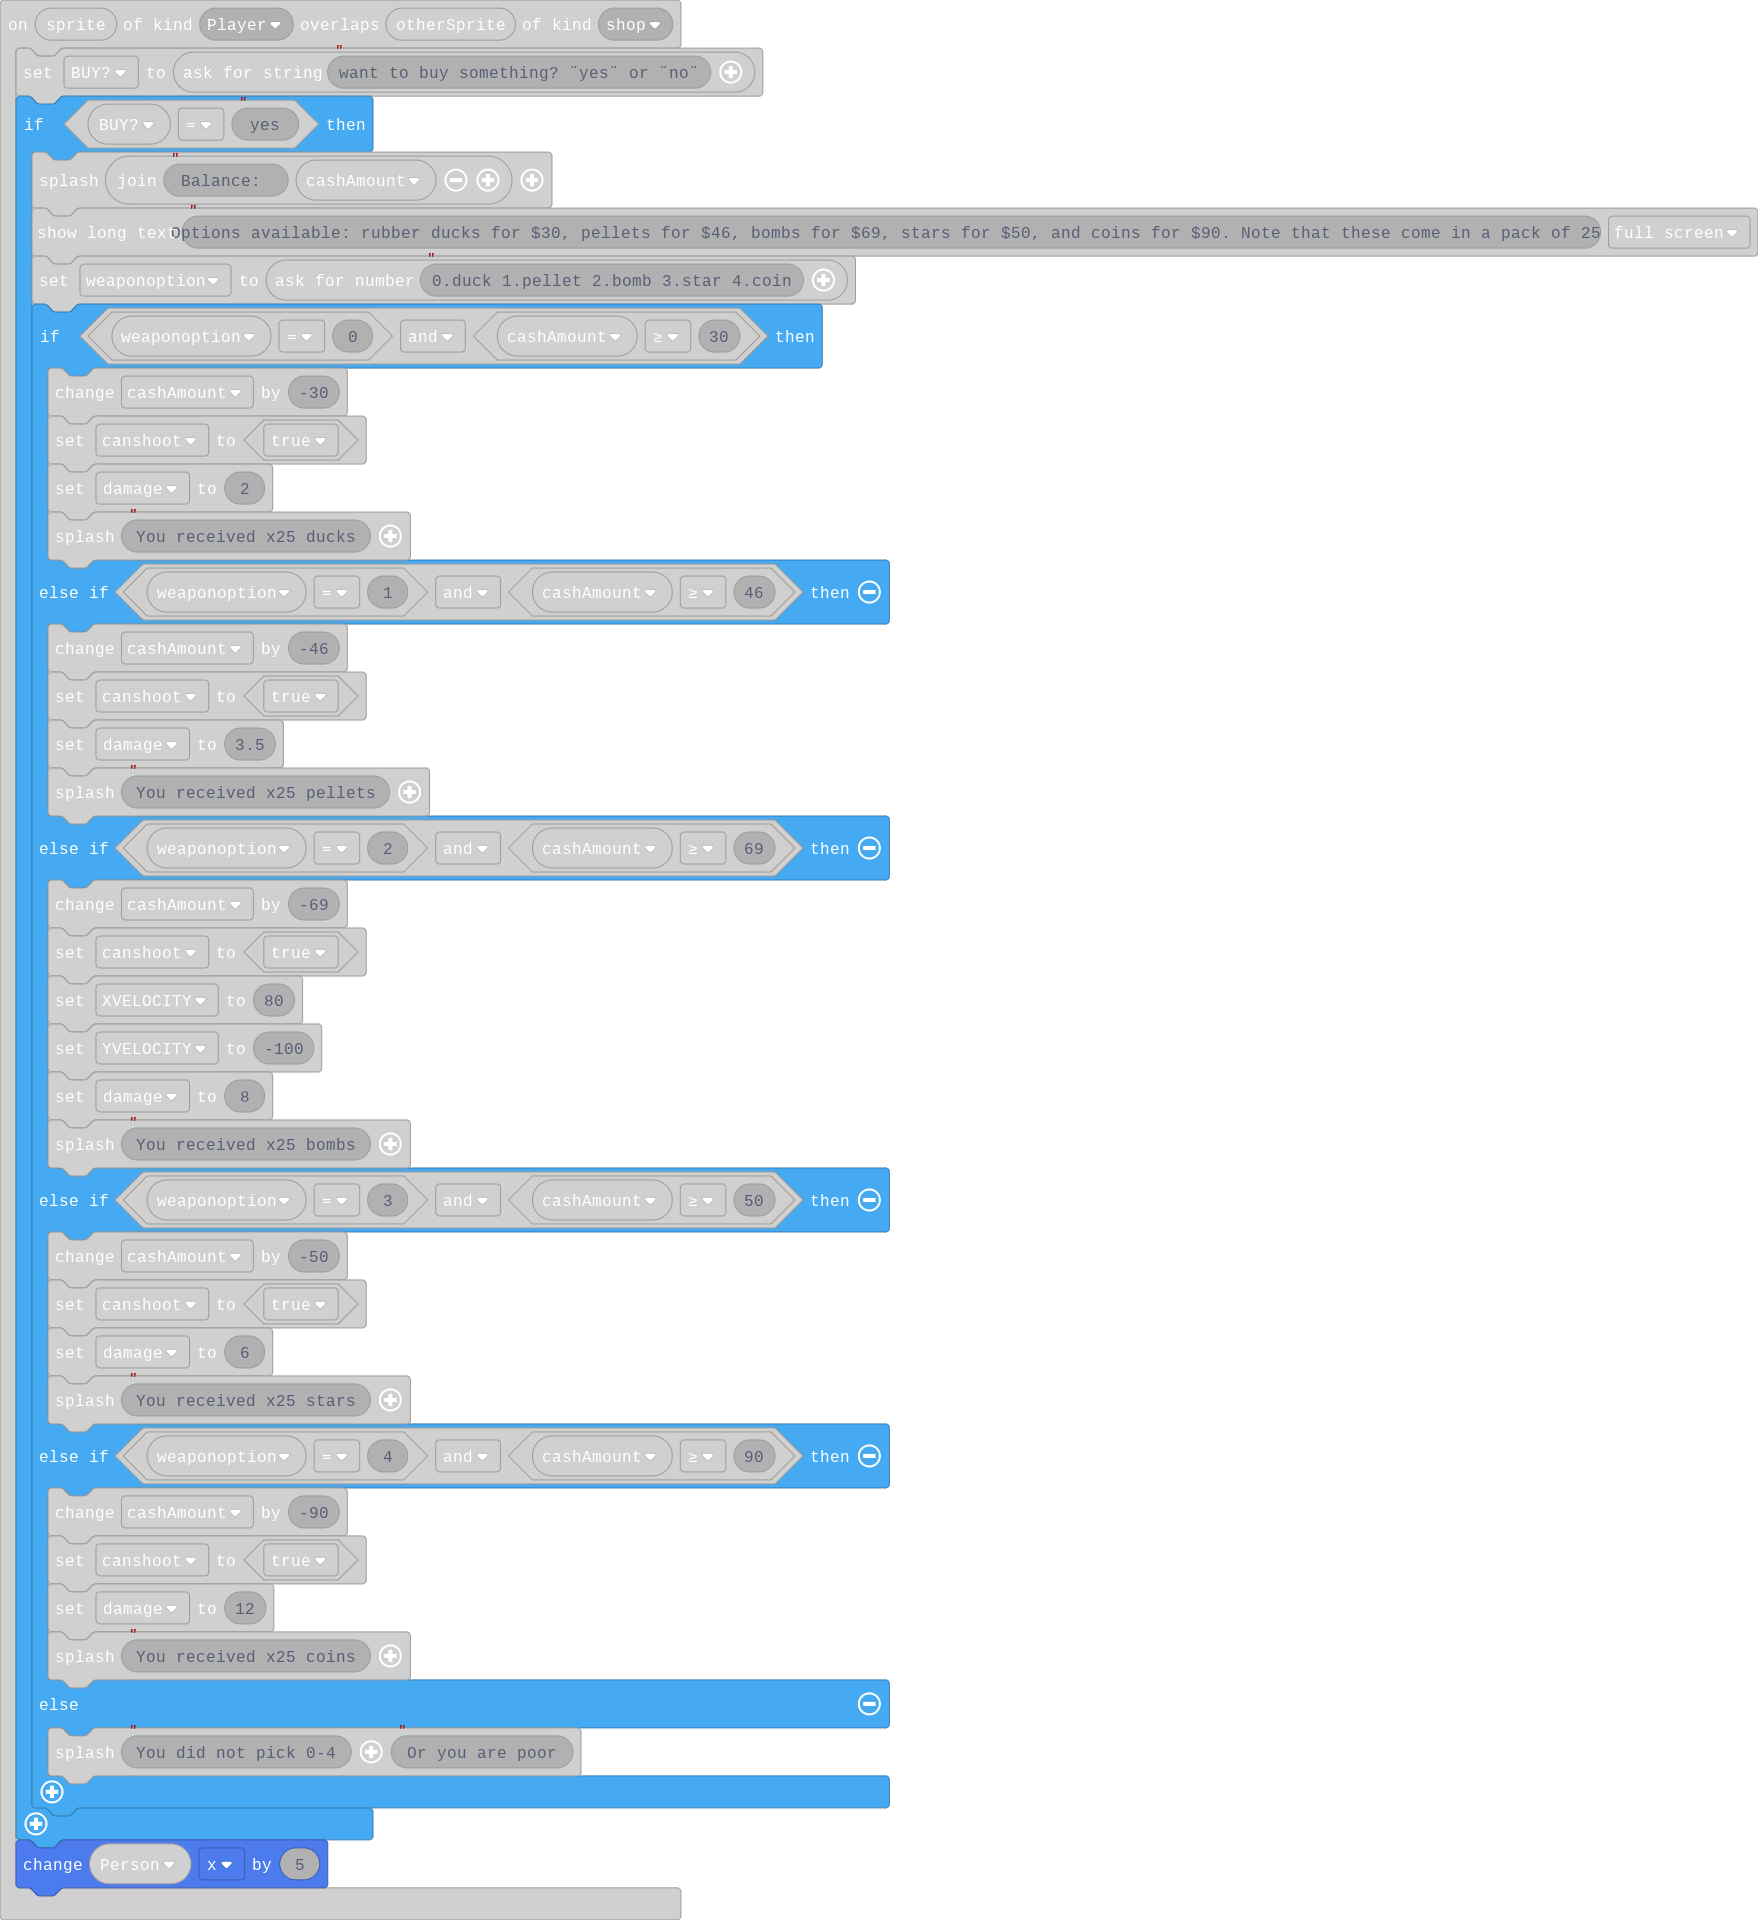 on sprite of kind Player overlaps otherSprite of kind shop
set BUY? to ask for string "want to buy something? ¨yes¨ or ¨no¨
if BUY? = "yes then
splash join "Balance: cashAmount
show long text "Options available: rubber ducks for $30, pellets for $46, bombs for $69, stars for $50, and coins for $90. Note that these come in a pack of 25 full screen
set weaponoption to ask for number "0.duck 1.pellet 2.bomb 3.star 4.coin
if weaponoption = 0 and cashAmount ≥ 30 then
change cashAmount by -30
set canshoot to true
set damage to 2
splash "You received x25 ducks
else if weaponoption = 1 and cashAmount ≥ 46 then
change cashAmount by -46
set canshoot to true
set damage to 3.5
splash "You received x25 pellets
else if weaponoption = 2 and cashAmount ≥ 69 then
change cashAmount by -69
set canshoot to true
set XVELOCITY to 80
set YVELOCITY to -100
set damage to 8
splash "You received x25 bombs
else if weaponoption = 3 and cashAmount ≥ 50 then
change cashAmount by -50
set canshoot to true
set damage to 6
splash "You received x25 stars
else if weaponoption = 4 and cashAmount ≥ 90 then
change cashAmount by -90
set canshoot to true
set damage to 12
splash "You received x25 coins
else
splash "You did not pick 0-4 "Or you are poor
change Person x by 5